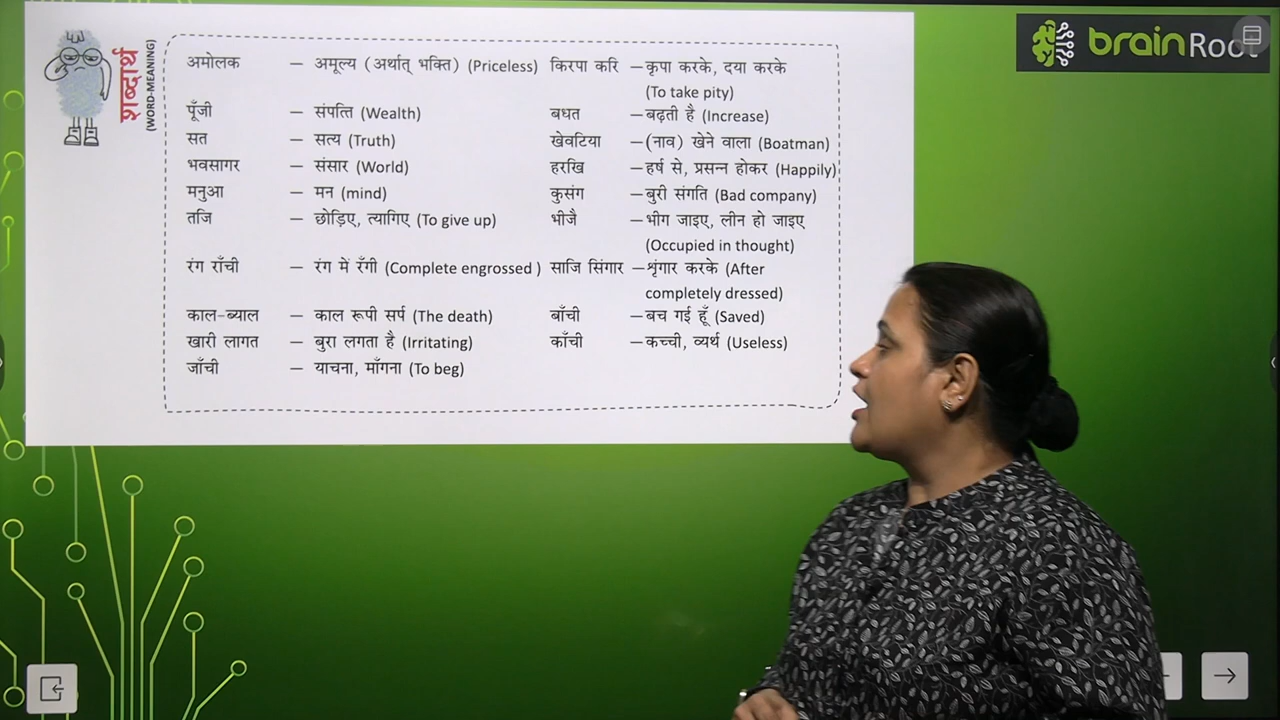 शब्दार्थ
(WORD-MEANING)
brainRoot
अमोलक – अमूल्य (अर्थात् भक्ति) (Priceless) किरपा करि – कृपा करके, दया करके
(To take pity)
पूँजी – संपत्ति (Wealth) बधत – बढ़ती है (Increase)
सत – सत्य (Truth) खेवटिया – (नाव) खेने वाला (Boatman)
भवसागर – संसार (World) हरखि – हर्ष से, प्रसन्न होकर (Happily)
मनुआ – मन (mind) कुसंग – बुरी संगति (Bad company)
तजि – छोड़िए, त्यागिए (To give up) भीजै – भीग जाइए, लीन हो जाइए
(Occupied in thought)
रंग राँची – रंग में रँगी (Complete engrossed ) साजि सिंगार – शृंगार करके (After
completely dressed)
काल-ब्याल – काल रूपी सर्प (The death) बाँची – बच गई हूँ (Saved)
खारी लागत – बुरा लगता है (Irritating) काँची – कच्ची, व्यर्थ (Useless)
जाँची – याचना, माँगना (To beg)